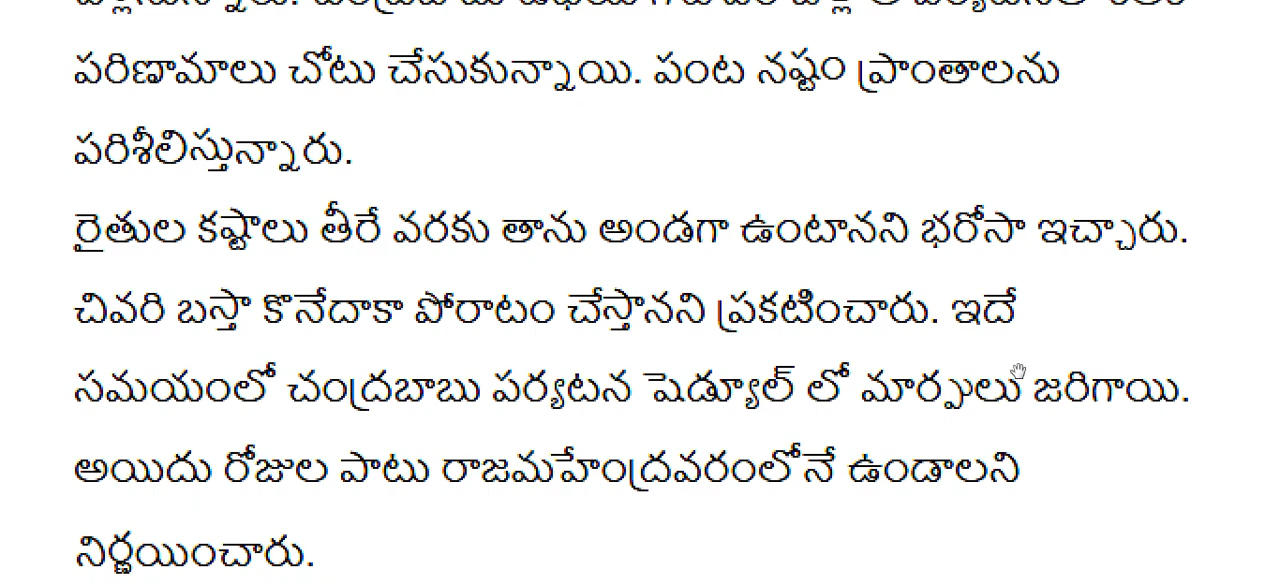 పరిణామాలు చోటు చేసుకున్నాయి. పంట నష్టం ప్రాంతాలను
పరిశీలిస్తున్నారు.
రైతుల కష్టాలు తీరే వరకు తాను అండగా ఉంటానని భరోసా ఇచ్చారు.
చివరి బస్తా కొనేదాకా పోరాటం చేస్తానని ప్రకటించారు. ఇదే
సమయంలో చంద్రబాబు పర్యటన షెడ్యూల్ లో మార్పులు జరిగాయి.
అయిదు రోజుల పాటు రాజమహేంద్రవరంలోనే ఉండాలని
నిర్ణయించారు.